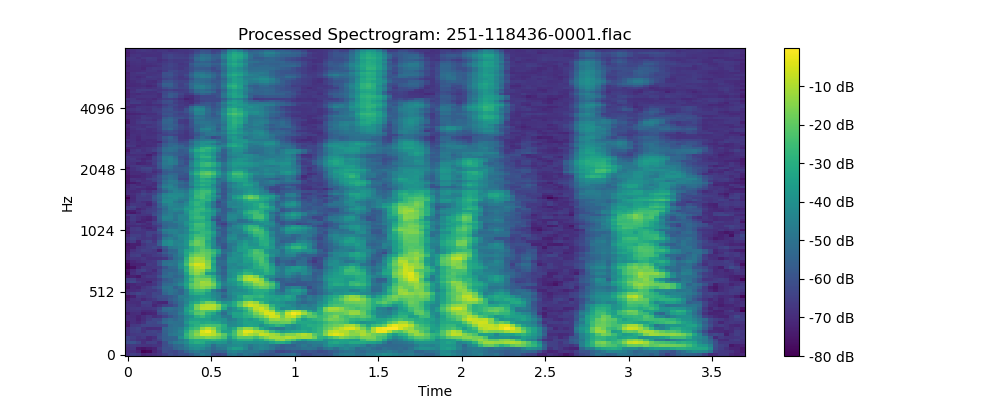 Processed Spectrogram: 251-118436-0001.flac
Hz
4096
2048
1024
512
0
0
0.5
1
1.5
2
2.5
3
3.5
Time
-10 dB
-20 dB
-30 dB
-40 dB
-50 dB
-60 dB
-70 dB
-80 dB